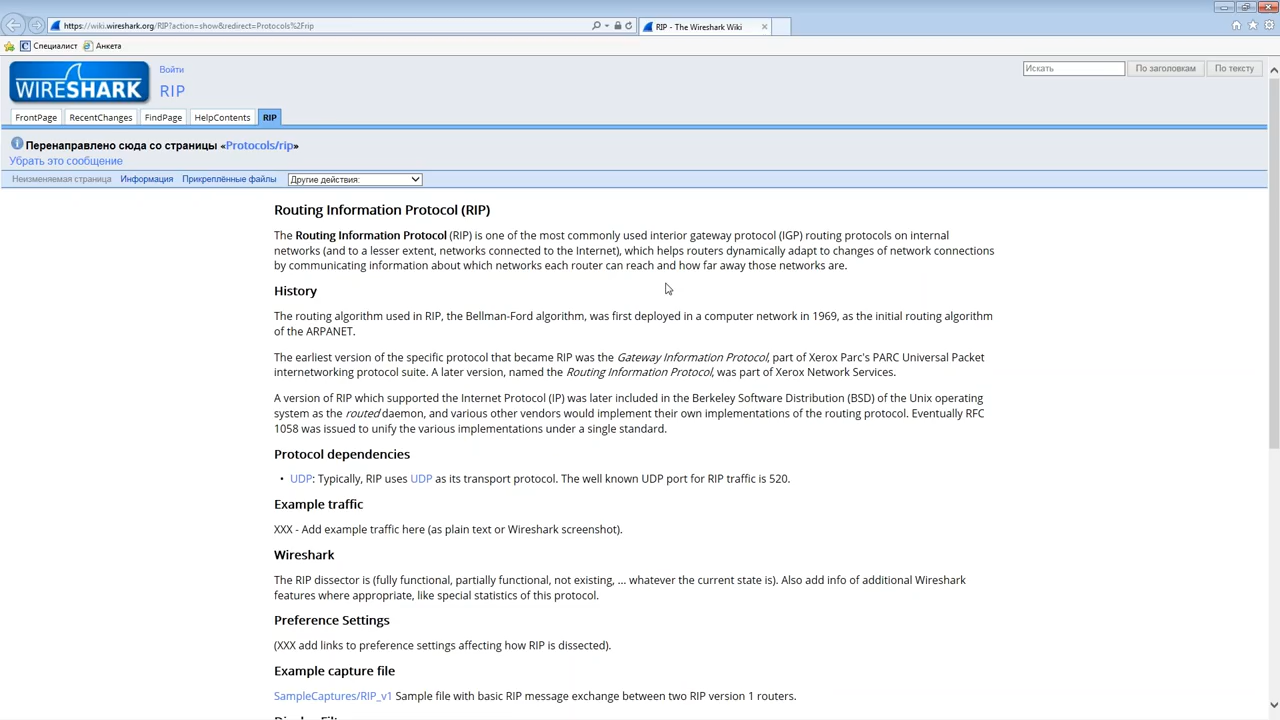 https://wiki.wireshark.org/RIP?action=show&redirect=Protocols%2Frip
RIP - The Wireshark Wiki
Специалист Анкета
WIRESHARK
Войти
RIP
Искать
По заголовкам
По тексту
FrontPage RecentChanges FindPage HelpContents RIP
Перенаправлено сюда со страницы «Protocols/rip»
Убрать это сообщение
Неизменяемая страница Информация Прикреплённые файлы Другие действия:
Routing Information Protocol (RIP)
The Routing Information Protocol (RIP) is one of the most commonly used interior gateway protocol (IGP) routing protocols on internal
networks (and to a lesser extent, networks connected to the Internet), which helps routers dynamically adapt to changes of network connections
by communicating information about which networks each router can reach and how far away those networks are.
History
The routing algorithm used in RIP, the Bellman-Ford algorithm, was first deployed in a computer network in 1969, as the initial routing algorithm
of the ARPANET.
The earliest version of the specific protocol that became RIP was the Gateway Information Protocol, part of Xerox Parc's PARC Universal Packet
internetworking protocol suite. A later version, named the Routing Information Protocol, was part of Xerox Network Services.
A version of RIP which supported the Internet Protocol (IP) was later included in the Berkeley Software Distribution (BSD) of the Unix operating
system as the routed daemon, and various other vendors would implement their own implementations of the routing protocol. Eventually RFC
1058 was issued to unify the various implementations under a single standard.
Protocol dependencies
• UDP: Typically, RIP uses UDP as its transport protocol. The well known UDP port for RIP traffic is 520.
Example traffic
XXX - Add example traffic here (as plain text or Wireshark screenshot).
Wireshark
The RIP dissector is (fully functional, partially functional, not existing, ... whatever the current state is). Also add info of additional Wireshark
features where appropriate, like special statistics of this protocol.
Preference Settings
(XXX add links to preference settings affecting how RIP is dissected).
Example capture file
SampleCaptures/RIP_v1 Sample file with basic RIP message exchange between two RIP version 1 routers.